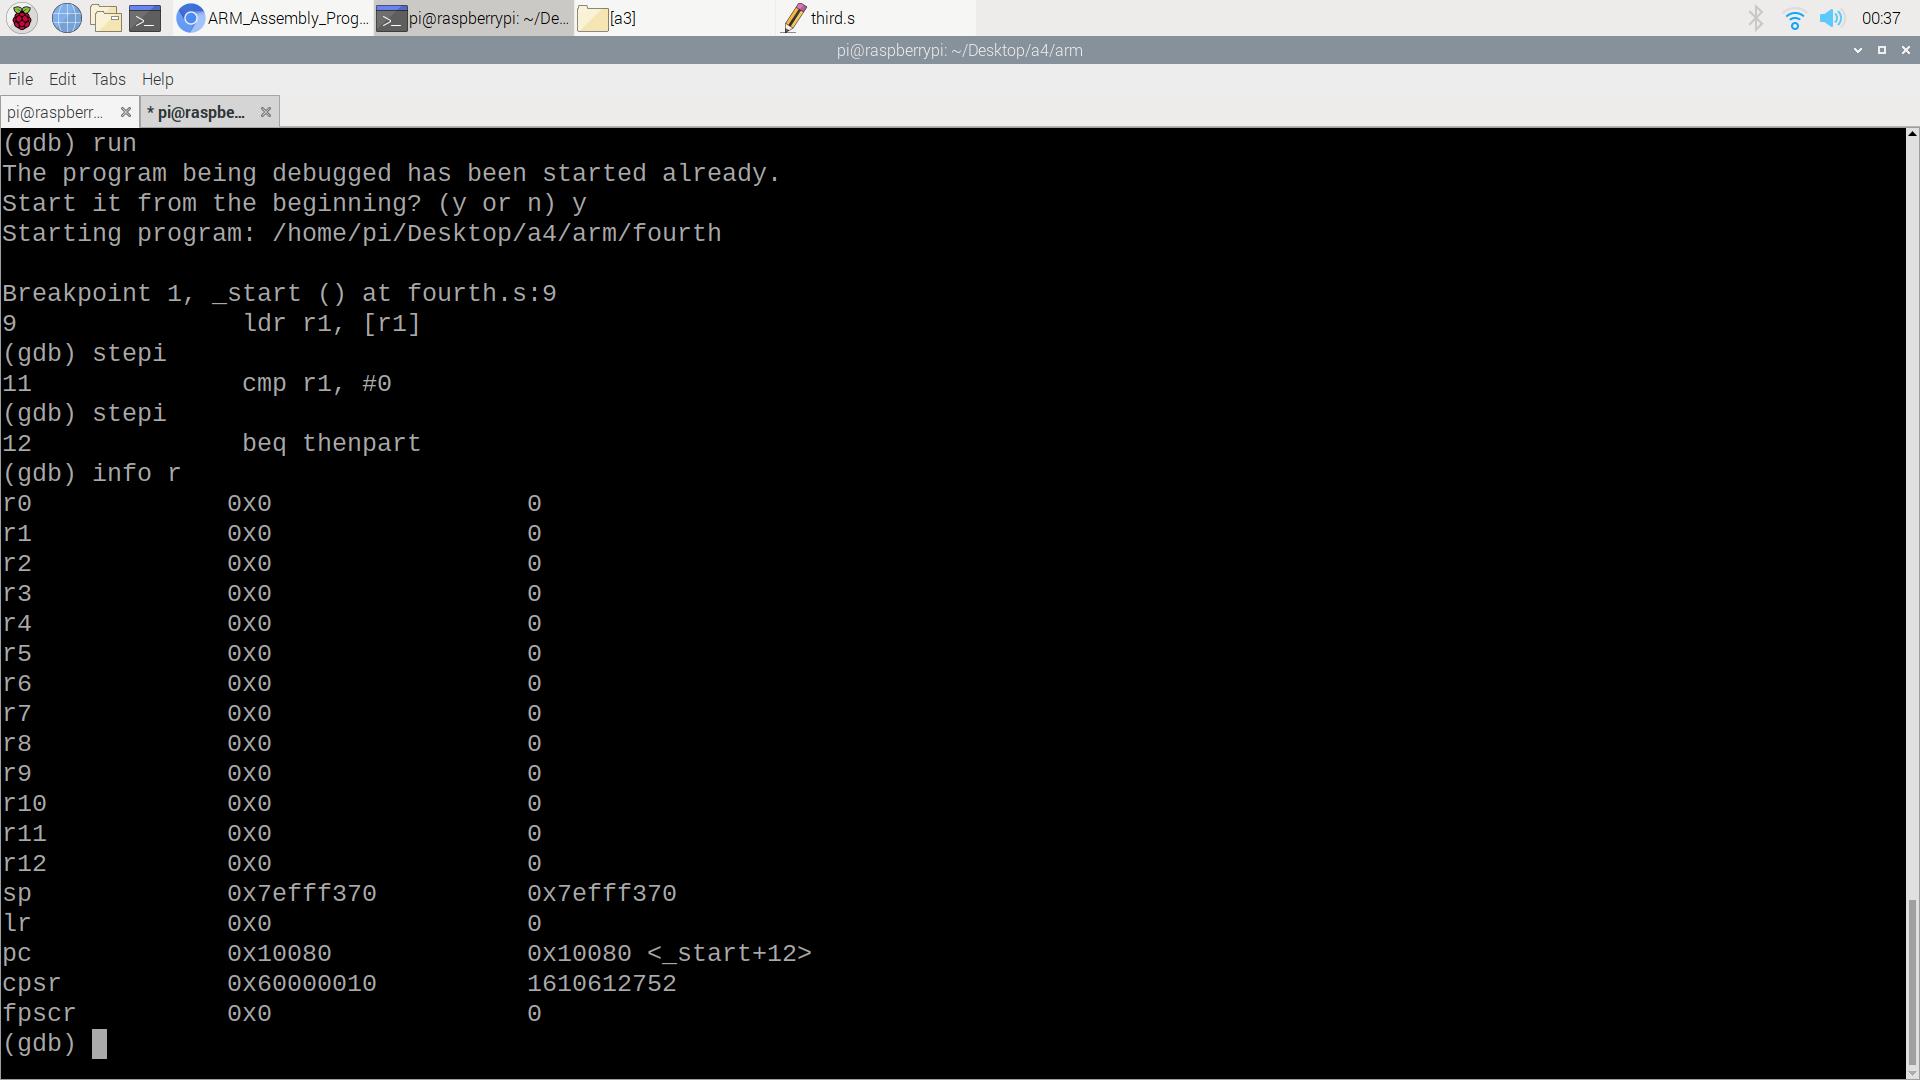 ARM_Assembly_Prog... pi@raspberrypi: ~/De... [a3] third.s 00:37
pi@raspberrypi: ~/Desktop/a4/arm
File Edit Tabs Help
pi@raspberr... * pi@raspbe...
(gdb) run
The program being debugged has been started already.
Start it from the beginning? (y or n) y
Starting program: /home/pi/Desktop/a4/arm/fourth
Breakpoint 1, _start () at fourth.s:9
9 ldr r1, [r1]
(gdb) stepi
11 cmp r1, #0
(gdb) stepi
12 beq thenpart
(gdb) info r
r0 0x0 0
r1 0x0 0
r2 0x0 0
r3 0x0 0
r4 0x0 0
r5 0x0 0
r6 0x0 0
r7 0x0 0
r8 0x0 0
r9 0x0 0
r10 0x0 0
r11 0x0 0
r12 0x0 0
sp 0x7efff370 0x7efff370
lr 0x0 0
pc 0x10080 0x10080 <_start+12>
cpsr 0x60000010 1610612752
fpscr 0x0 0
(gdb)